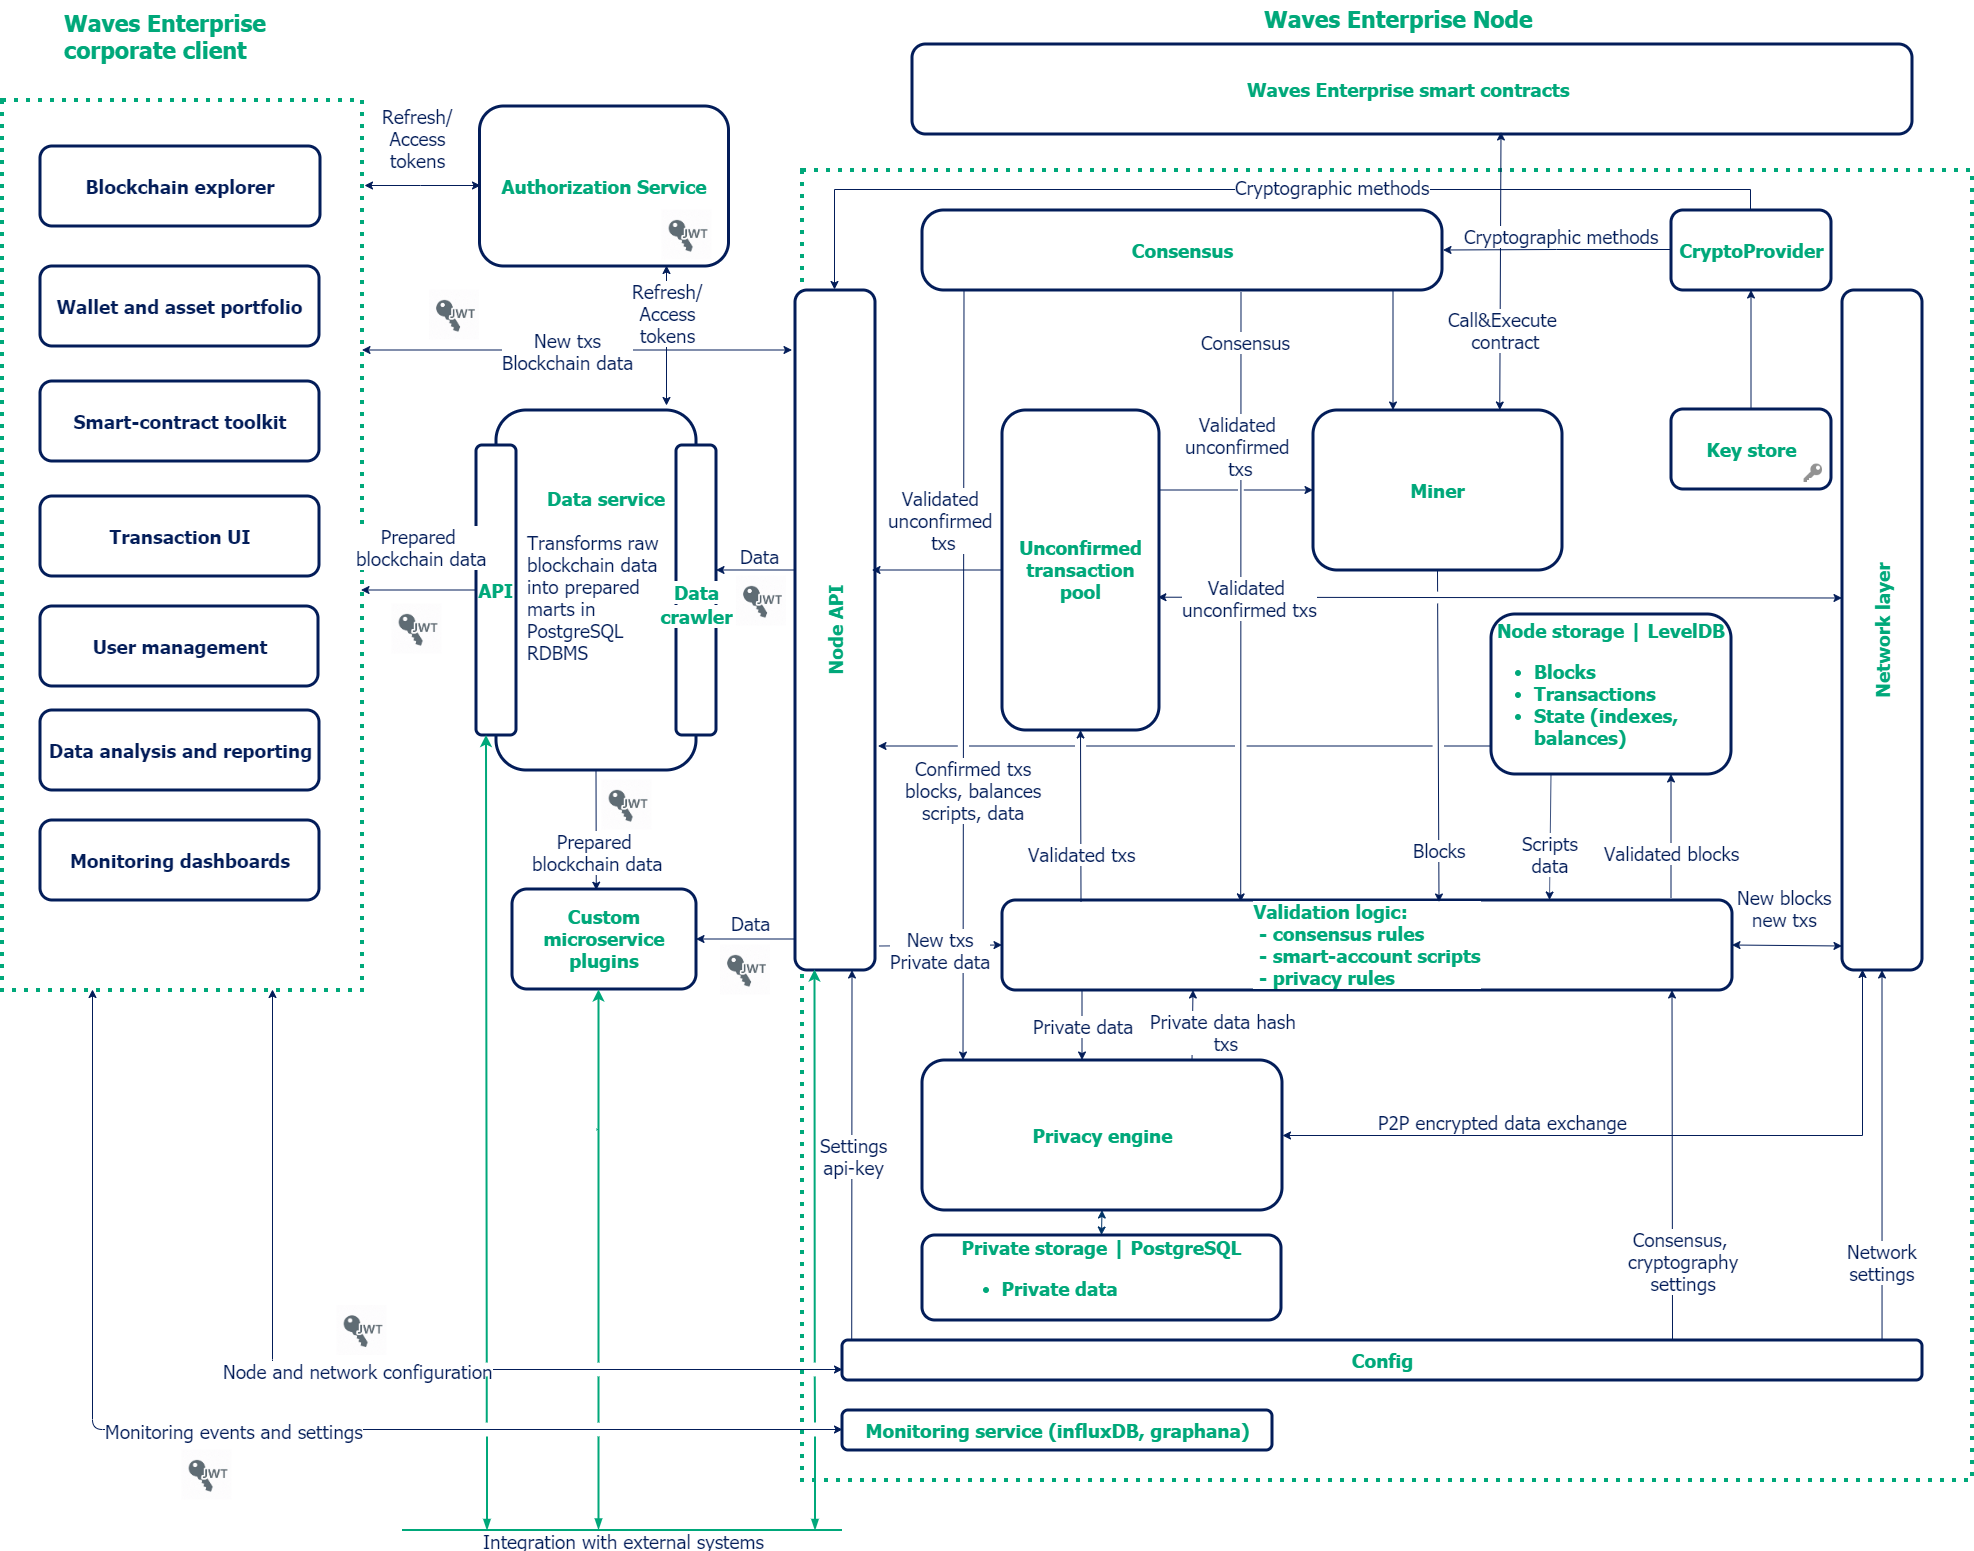 Waves Enterprise
corporate client
Waves Enterprise Node
Waves Enterprise smart contracts
Blockchain explorer
Wallet and asset portfolio
Smart-contract toolkit
Transaction UI
User management
Data analysis and reporting
Monitoring dashboards
Refresh/
Access
tokens
Authorization Service
JWT
Refresh/
Access
tokens
JWT
New txs
Blockchain data
Prepared
blockchain data
JWT
API
Data service
Transforms raw
blockchain data
into prepared
marts in
PostgreSQL
RDBMS
Data
crawler
Data
JWT
JWT
Prepared
blockchain data
Custom
microservice
plugins
Data
JWT
Node API
Cryptographic methods
Consensus
Cryptographic methods
CryptoProvider
Key store
Consensus
Call&Execute
contract
Validated
unconfirmed
txs
Miner
Validated
unconfirmed
txs
Unconfirmed
transaction
pool
Validated
unconfirmed txs
Node storage | LevelDB
• Blocks
• Transactions
• State (indexes,
balances)
Network layer
Confirmed txs
blocks, balances
scripts, data
Validated txs
Blocks
Scripts
data
Validated blocks
New blocks
new txs
New txs
Private data
Validation logic:
- consensus rules
- smart-account scripts
- privacy rules
Private data
Private data hash
txs
Privacy engine
P2P encrypted data exchange
Settings
api-key
Private storage | PostgreSQL
• Private data
Consensus,
cryptography
settings
Network
settings
JWT
Node and network configuration
Config
Monitoring events and settings
JWT
Monitoring service (influxDB, graphana)
Integration with external systems